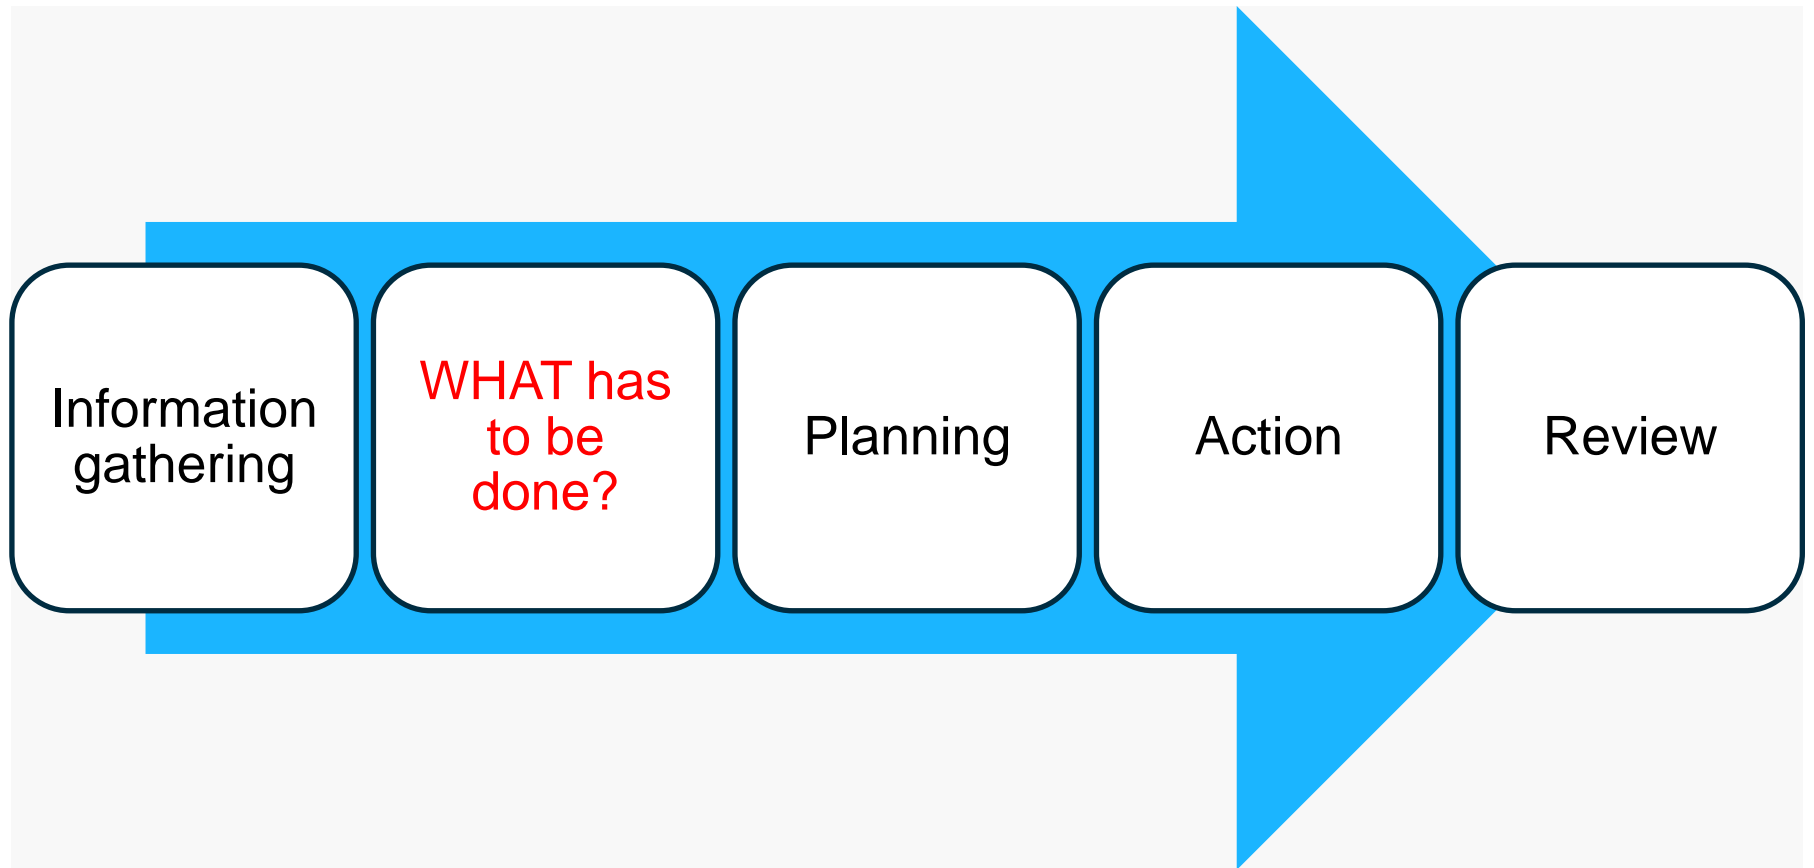 Information
gathering
WHAT has
to be
done?
Planning
Action
Review